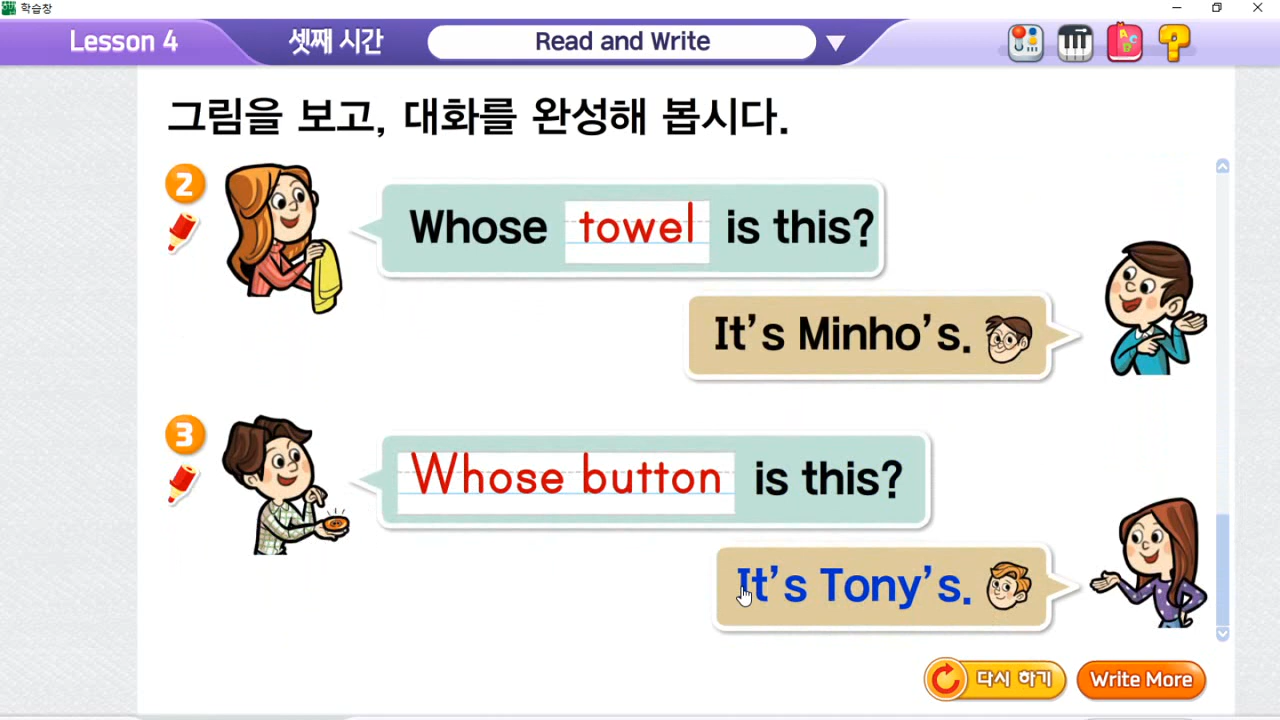 학습창
Lesson 4 셋째 시간 Read and Write
그림을 보고, 대화를 완성해 봅시다.
2 Whose towel is this?
It's Minho's.
3 Whose button is this?
It's Tony's.
다시 하기 Write More